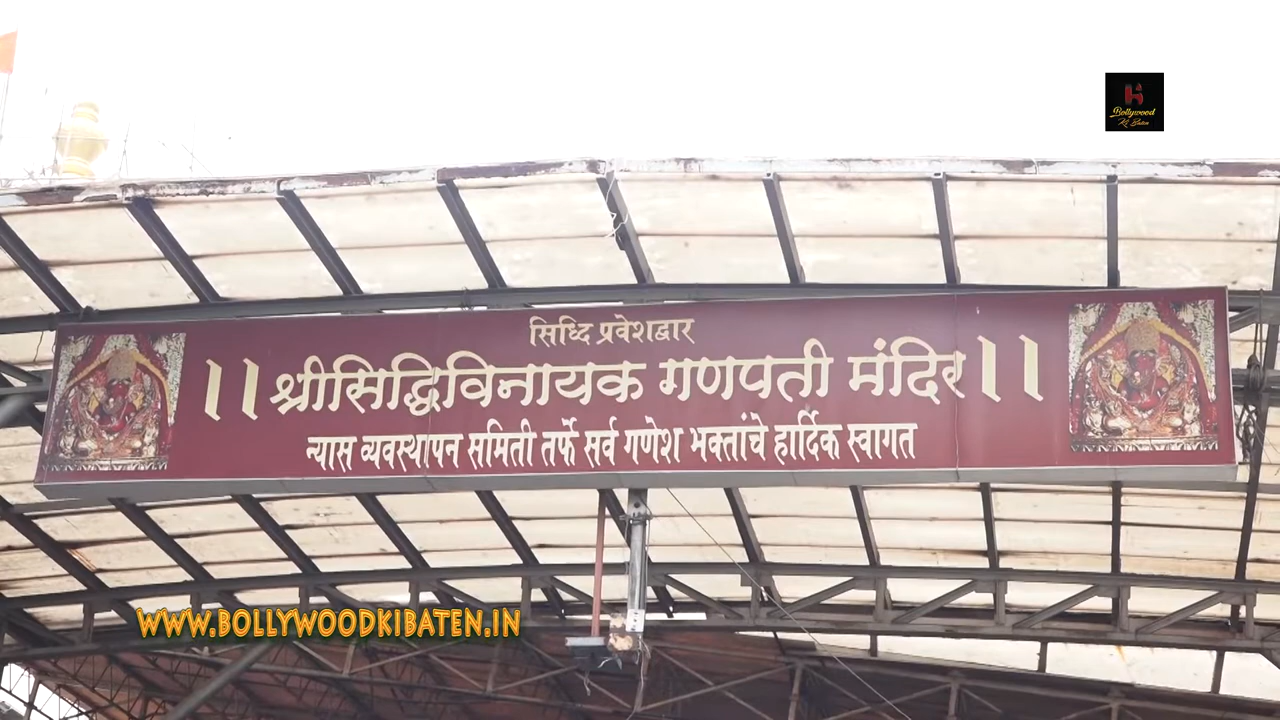 Bollywood
Ki Baten
सिध्दि प्रवेशद्वार
||श्रीसिद्धिविनायक गणपती मंदिर||
न्यास व्यवस्थापन समिती तर्फे सर्व गणेश भक्तांचे हार्दिक स्वागत
WWW.BOLLYWOODKIBATEN.IN